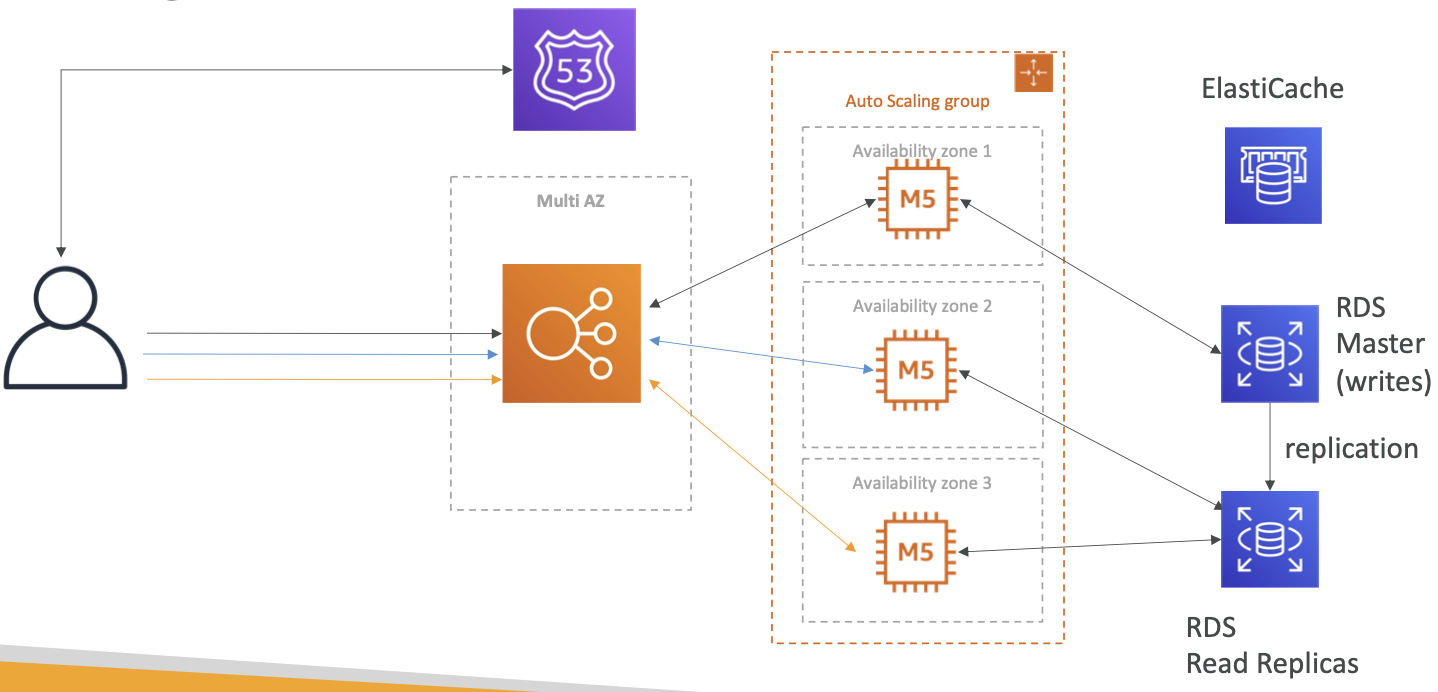 53
Auto Scaling group
ElastiCache
Availability zone 1
M5
Multi AZ
Availability zone 2
M5
RDS
Master
(writes)
replication
Availability zone 3
M5
RDS
Read Replicas